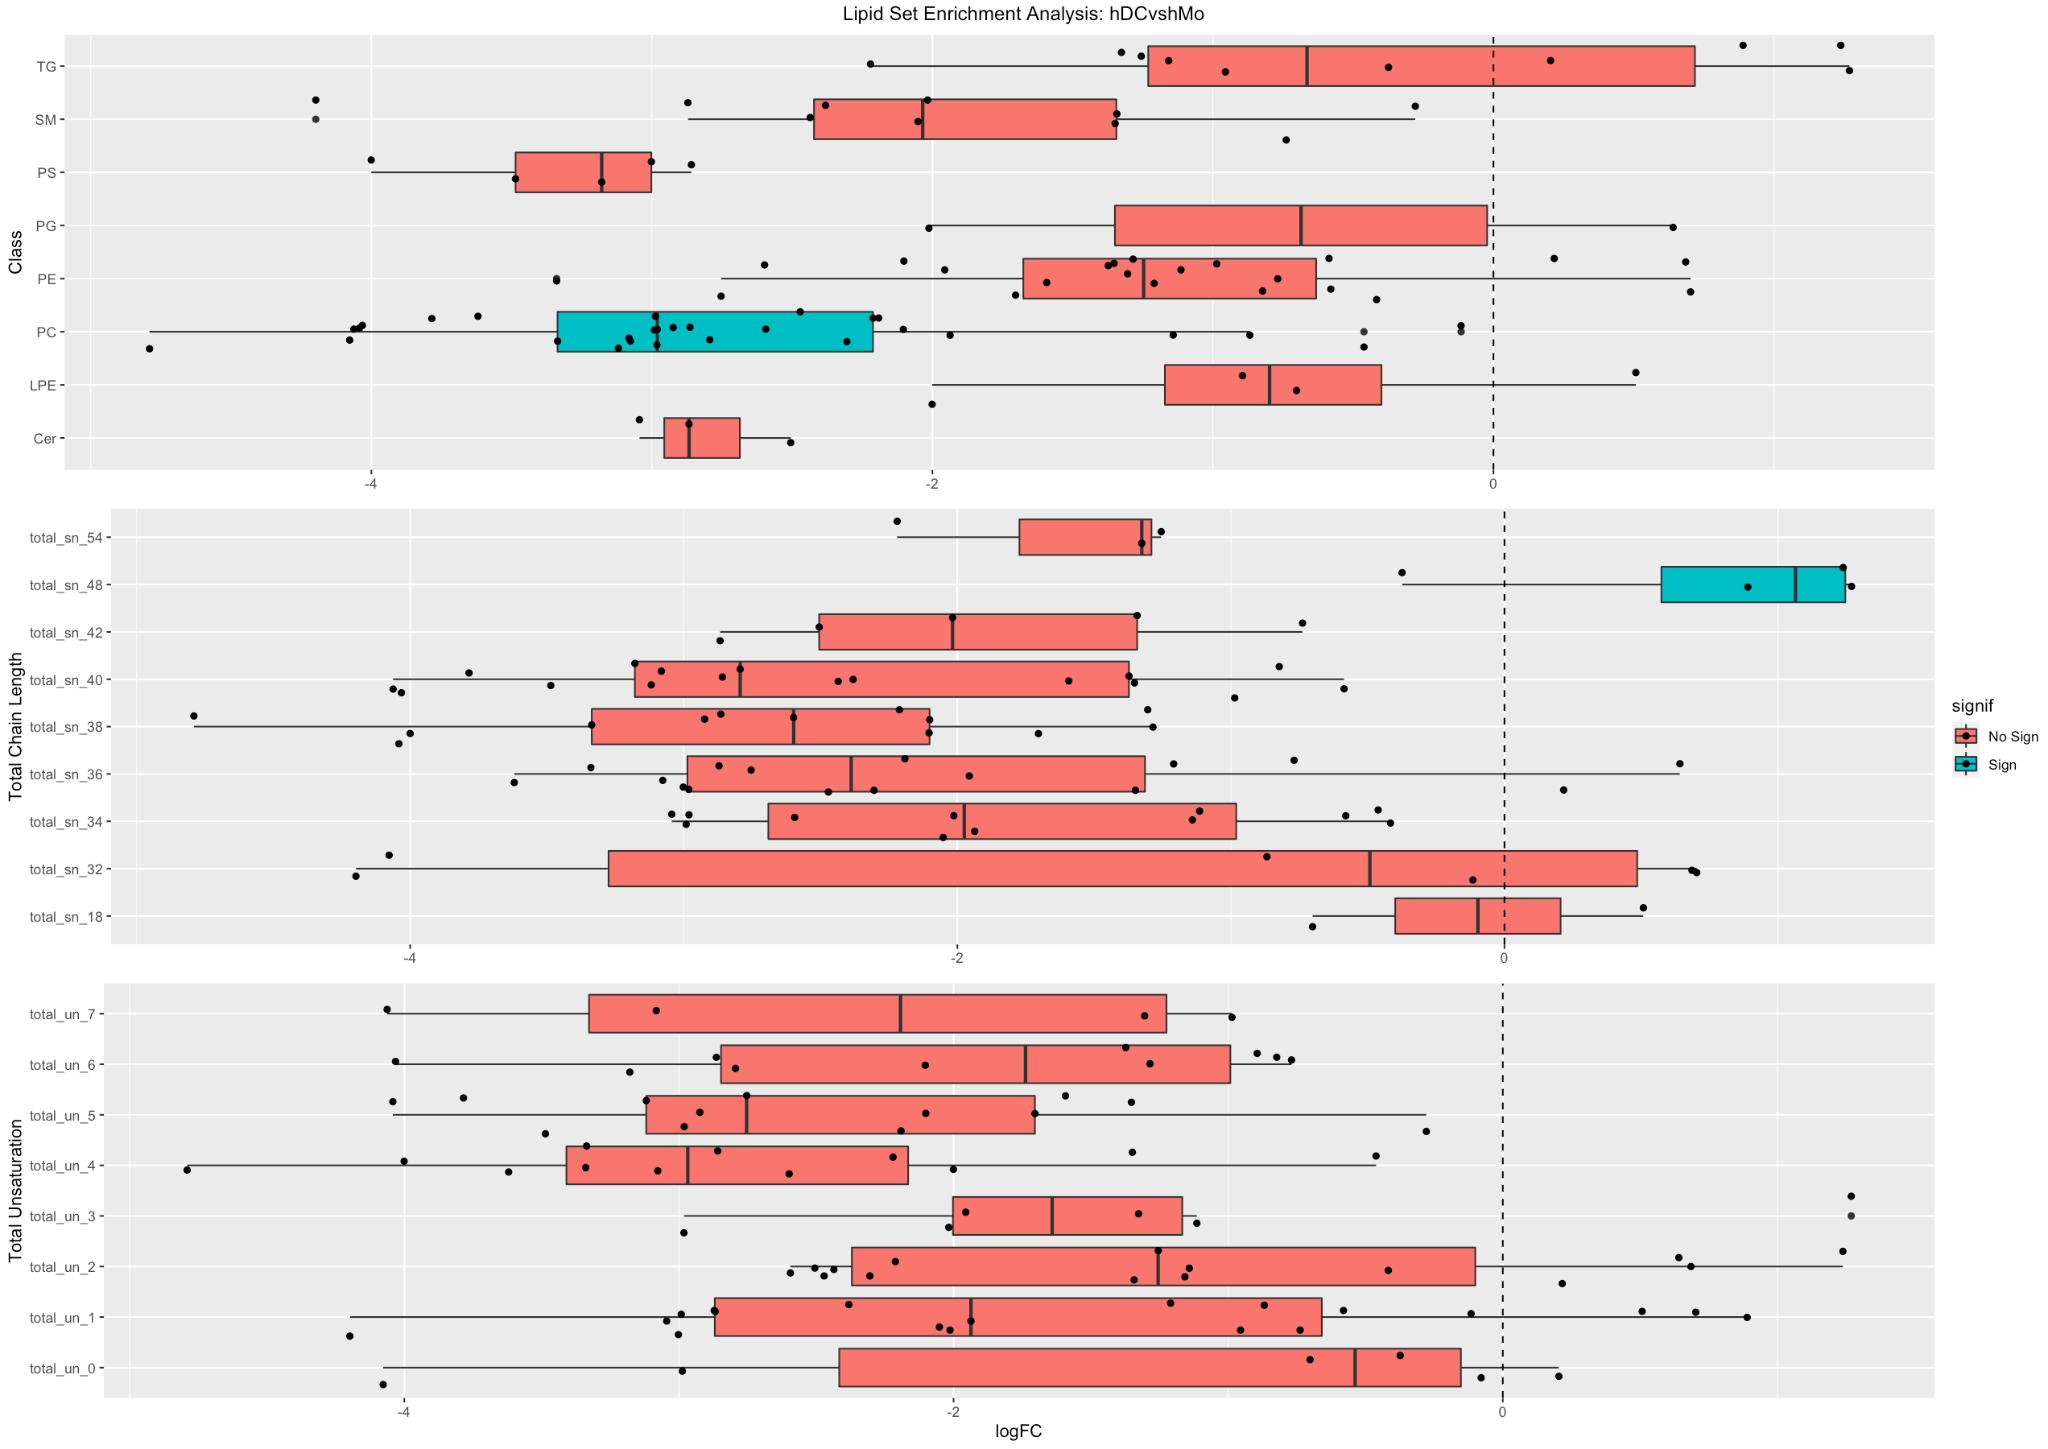 Lipid Set Enrichment Analysis: hDCvshMo
Class
TG
SM
PS
PG
PE
PC
LPE
Cer
-4 -2 0
Total Chain Length
total_sn_54
total_sn_48
total_sn_42
total_sn_40
total_sn_38
total_sn_36
total_sn_34
total_sn_32
total_sn_18
-4 -2 0
signif
No Sign
Sign
Total Unsaturation
total_un_7
total_un_6
total_un_5
total_un_4
total_un_3
total_un_2
total_un_1
total_un_0
-4 -2 0
logFC